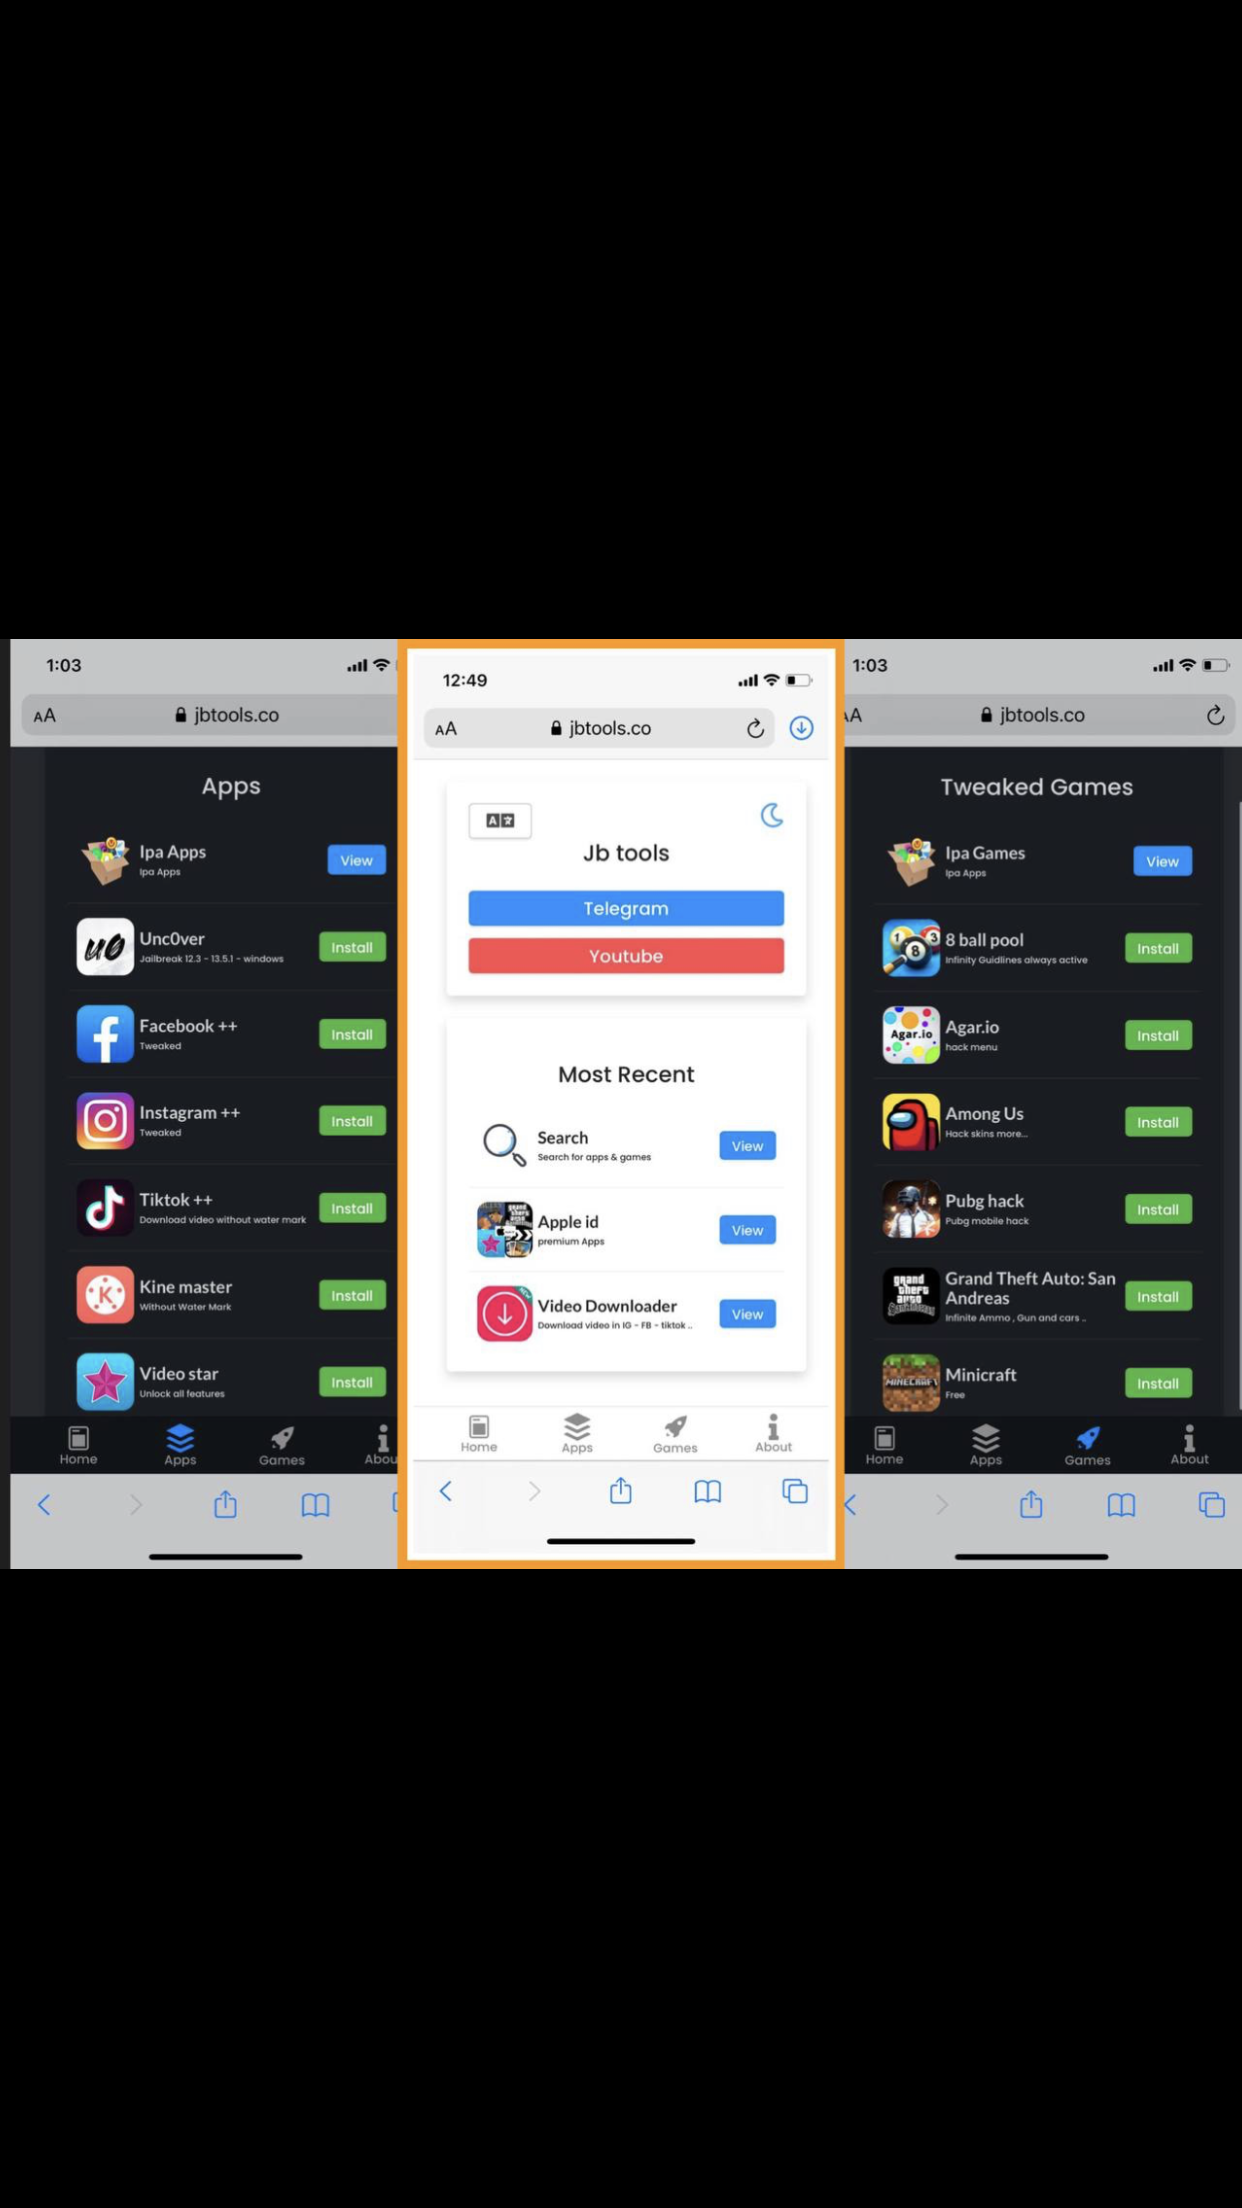 1:03
AA jbtools.co
Apps
Ipa Apps
Ipa Apps
View
Unc0ver
Jailbreak 12.3 - 13.5.1 - windows
Install
Facebook ++
Tweaked
Install
Instagram ++
Tweaked
Install
Tiktok ++
Download video without water mark
Install
Kine master
Without Water Mark
Install
Video star
Unlock all features
Install
Home Apps Games Abou
12:49
AA jbtools.co
Jb tools
Telegram
Youtube
Most Recent
Search
Search for apps & games
View
Apple id
premium Apps
View
Video Downloader
Download video in IG - FB - tiktok ..
View
Home Apps Games About
1:03
AA jbtools.co
Tweaked Games
Ipa Games
Ipa Apps
View
8 ball pool
Infinity Guidlines always active
Install
Agar.io
Agar.io
hack menu
Install
Among Us
Hack skins more...
Install
Pubg hack
Pubg mobile hack
Install
Grand Theft Auto: San
Andreas
Infinite Ammo , Gun and cars ..
Install
Minicraft
Free
Install
Home Apps Games About